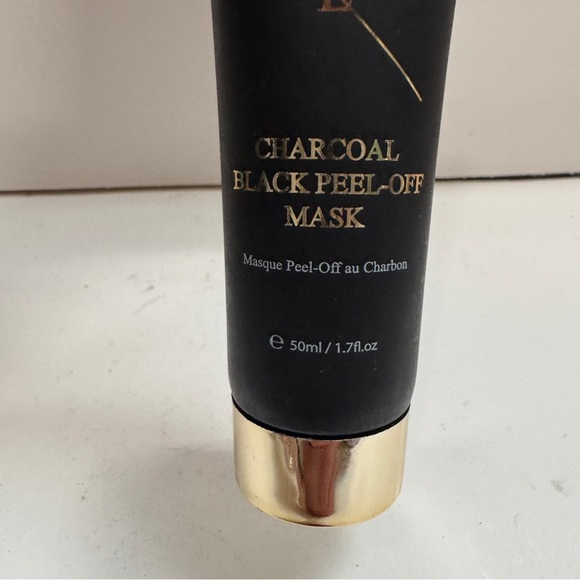 CHARCOAL
BLACK PEEL-OFF
MASK
Masque Peel-Off au Charbon
e 50ml / 1.7fl.oz